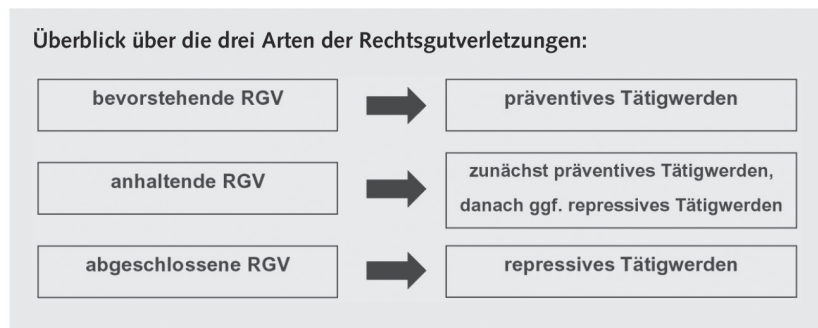 Überblick über die drei Arten der Rechtsgutverletzungen:
bevorstehende RGV
präventives Tätigwerden
anhaltende RGV
zunächst präventives Tätigwerden,
danach ggf. repressives Tätigwerden
abgeschlossene RGV
repressives Tätigwerden